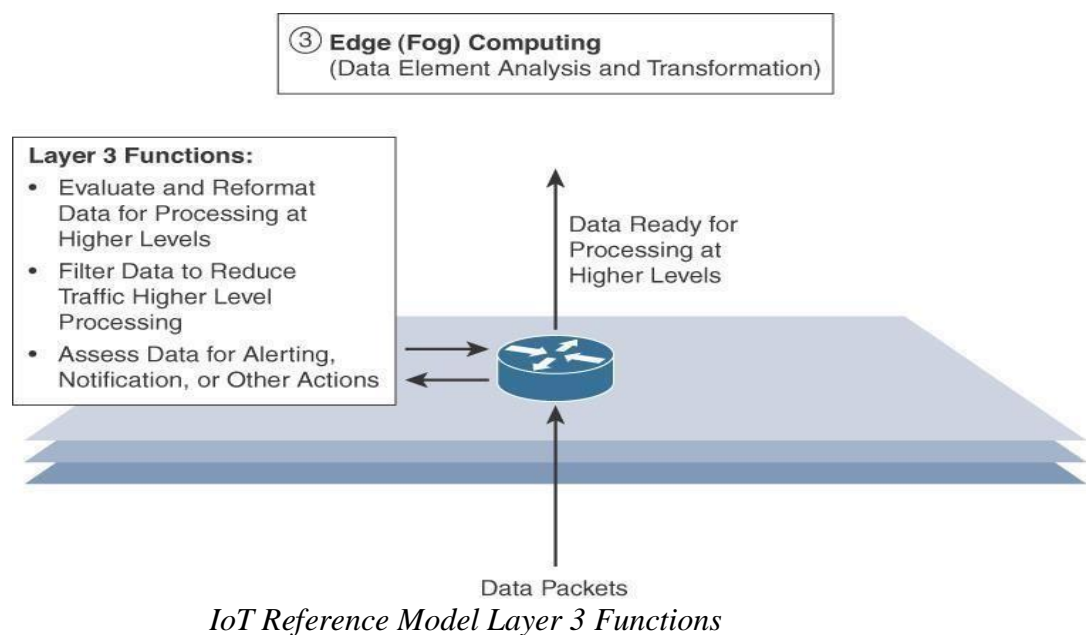 ③ Edge (Fog) Computing
(Data Element Analysis and Transformation)
Layer 3 Functions:
• Evaluate and Reformat
Data for Processing at
Higher Levels
• Filter Data to Reduce
Traffic Higher Level
Processing
• Assess Data for Alerting,
Notification, or Other Actions
Data Ready for
Processing at
Higher Levels
Data Packets
IoT Reference Model Layer 3 Functions